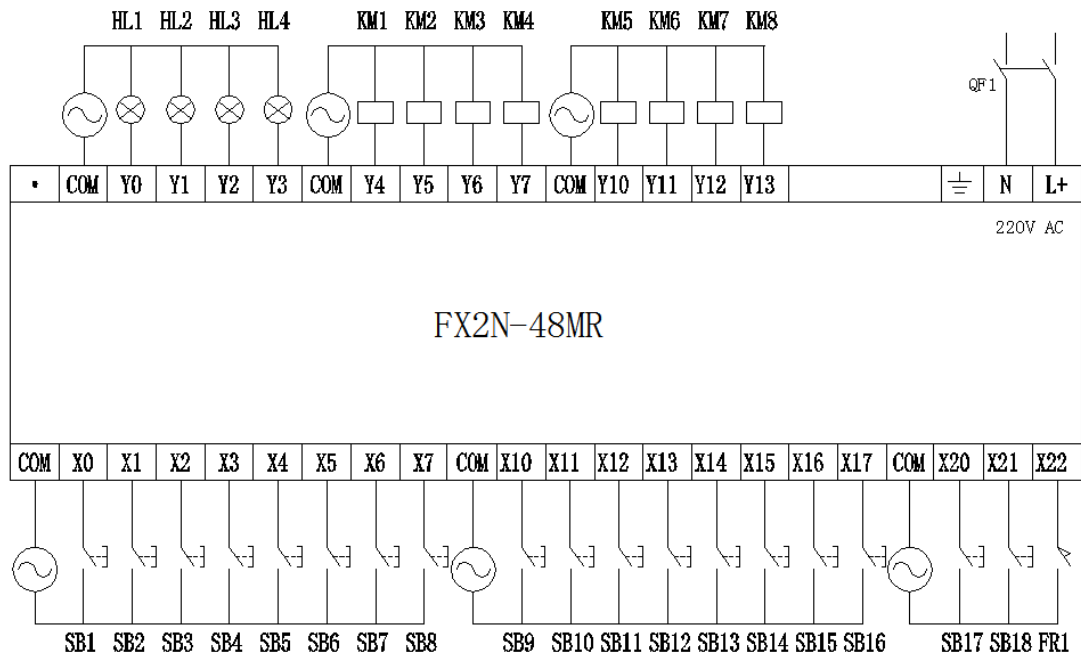 HL1 HL2 HL3 HL4 KM1 KM2 KM3 KM4 KM5 KM6 KM7 KM8
QF1
COM Y0 Y1 Y2 Y3 COM Y4 Y5 Y6 Y7 COM Y10 Y11 Y12 Y13 N L+
220V AC
FX2N-48MR
COM X0 X1 X2 X3 X4 X5 X6 X7 COM X10 X11 X12 X13 X14 X15 X16 X17 COM X20 X21 X22
SB1 SB2 SB3 SB4 SB5 SB6 SB7 SB8 SB9 SB10 SB11 SB12 SB13 SB14 SB15 SB16 SB17 SB18 FR1